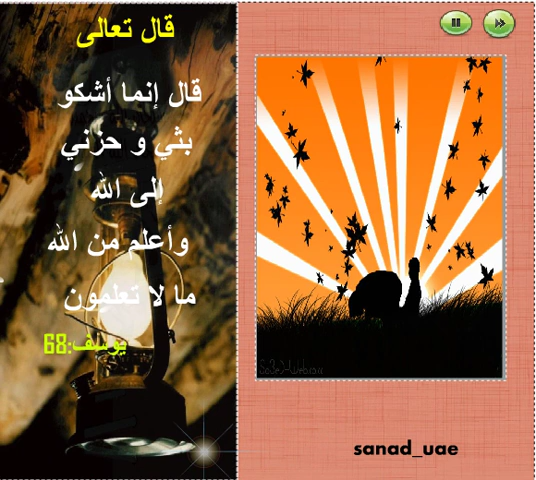 قال تعالى
قال إنما أشكو
بثي و حزني
إلى الله
وأعلم من الله
ما لا تعلمون
يوسف:68
sanad_uae